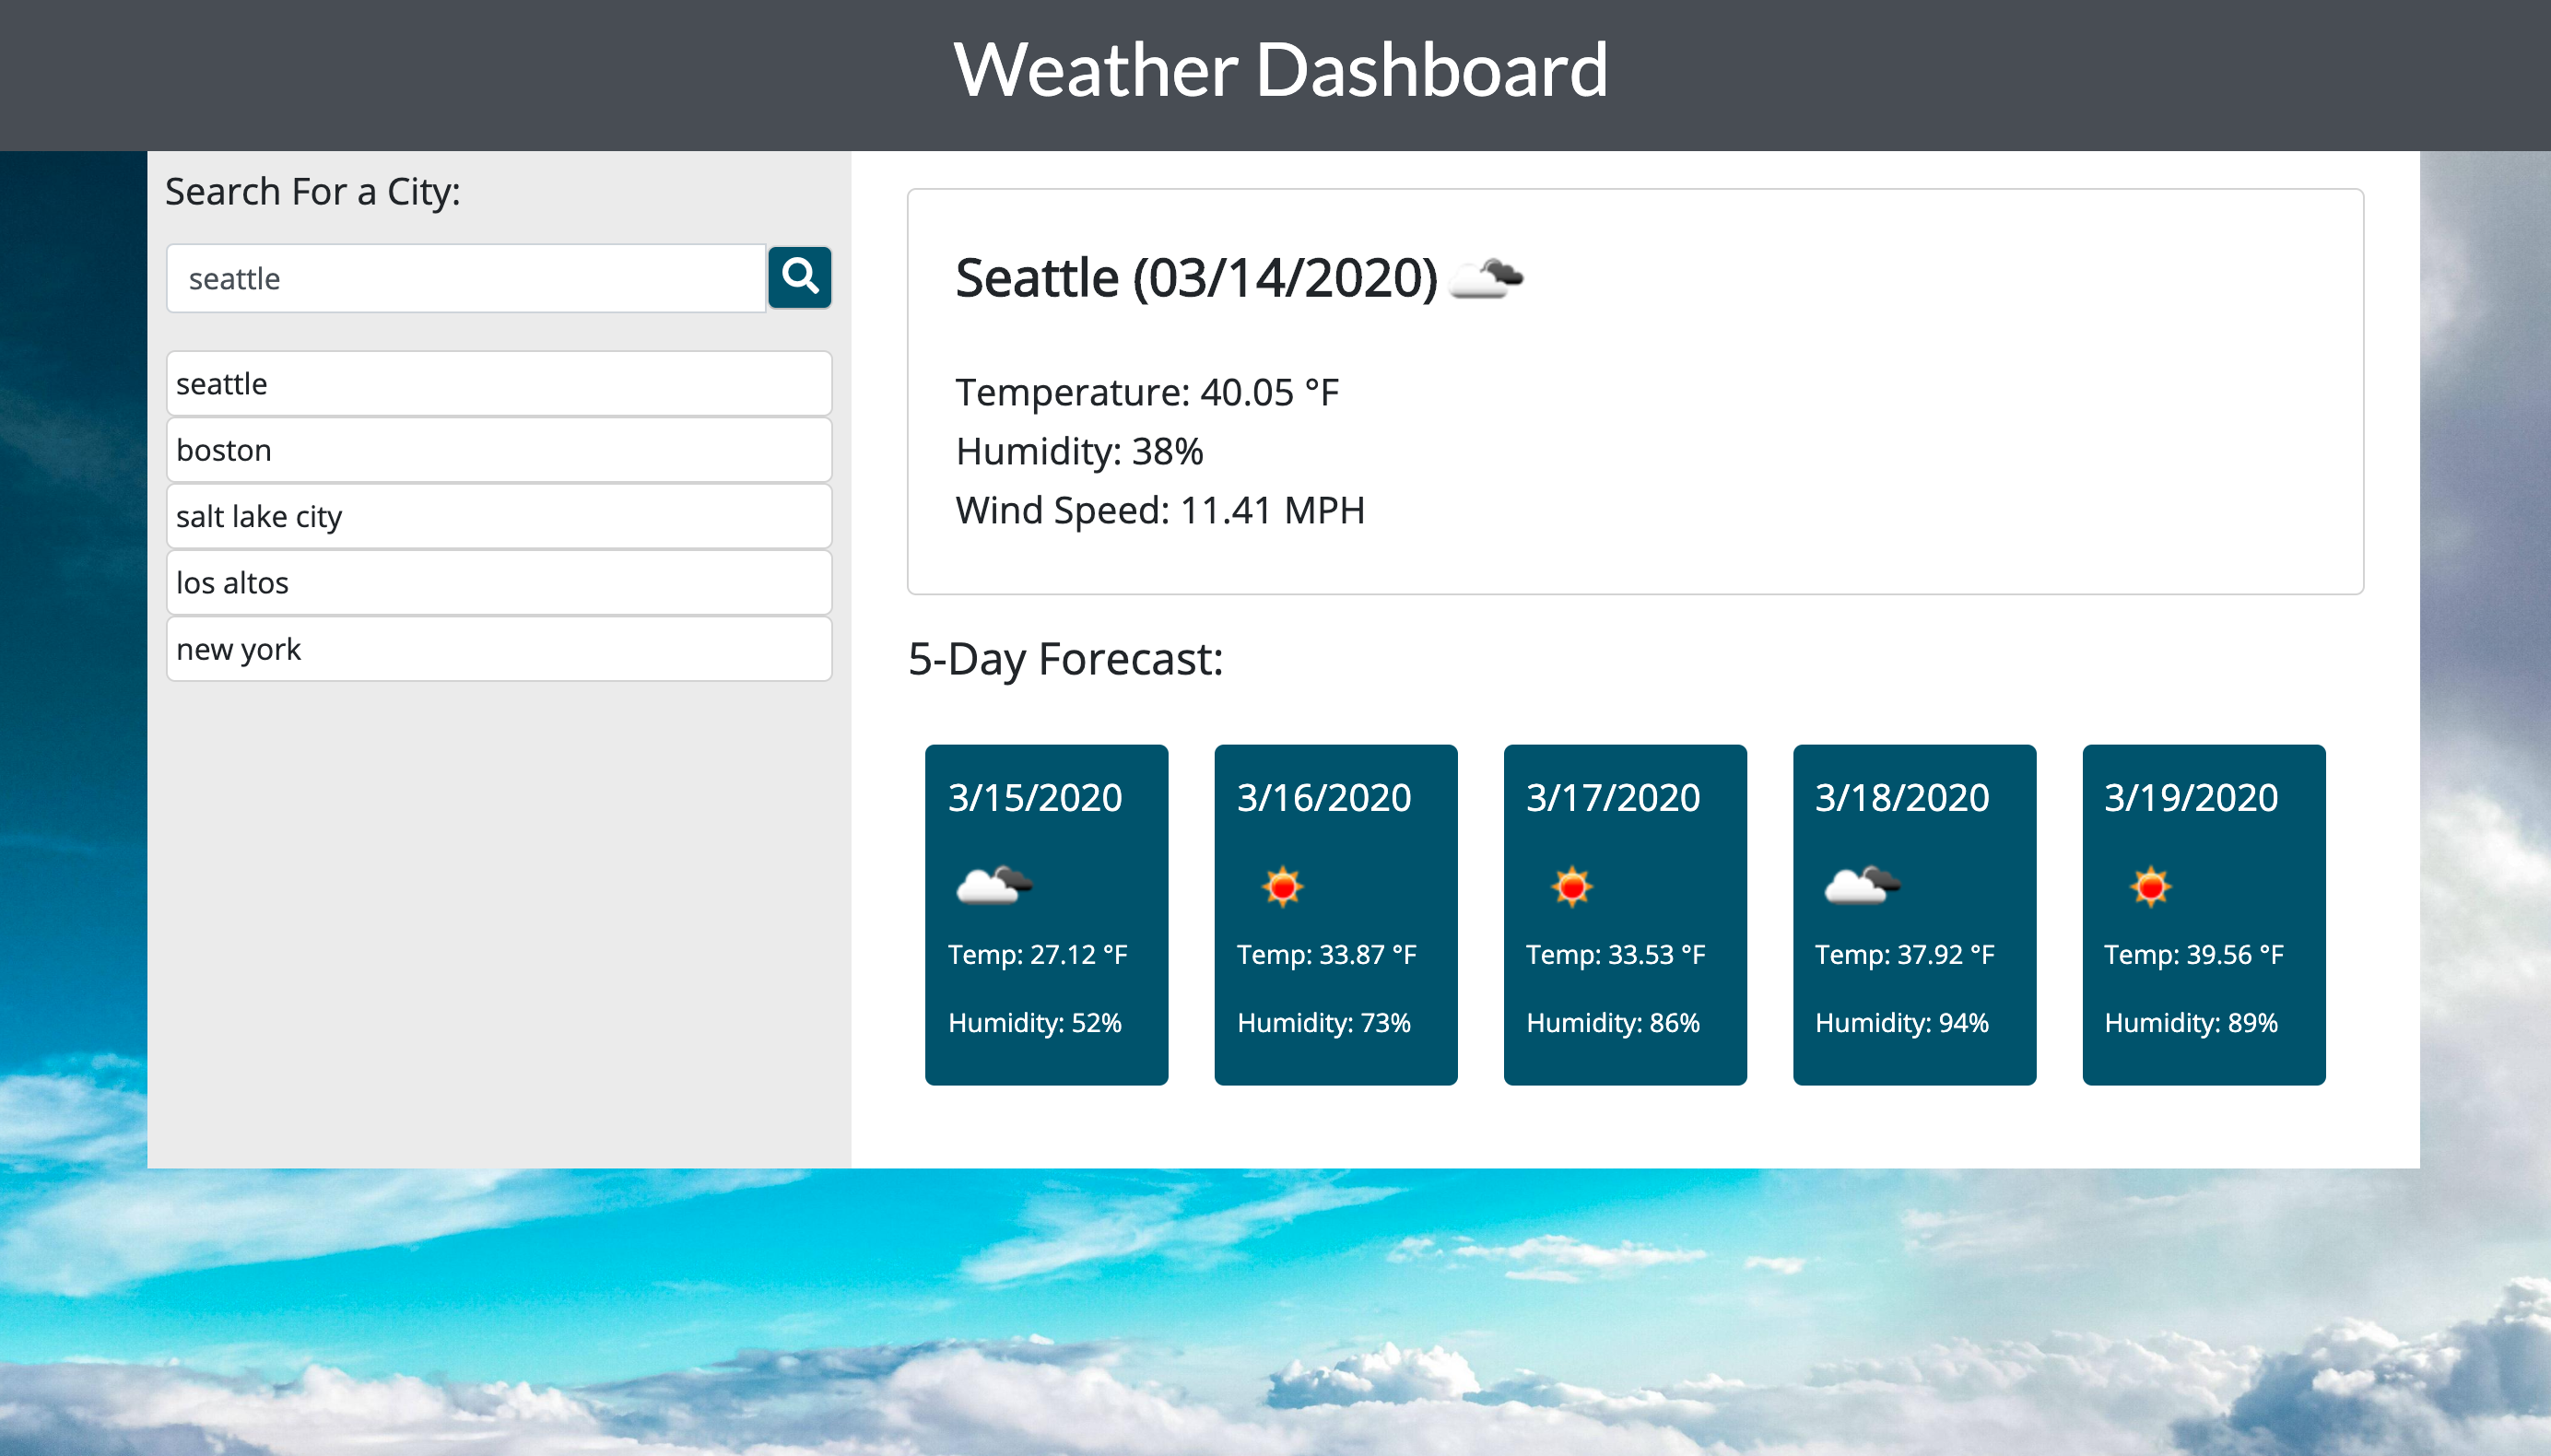 Weather Dashboard
Search For a City:
seattle
seattle
boston
salt lake city
los altos
new york
Seattle (03/14/2020)
Temperature: 40.05 °F
Humidity: 38%
Wind Speed: 11.41 MPH
5-Day Forecast:
3/15/2020
Temp: 27.12 °F
Humidity: 52%
3/16/2020
Temp: 33.87 °F
Humidity: 73%
3/17/2020
Temp: 33.53 °F
Humidity: 86%
3/18/2020
Temp: 37.92 °F
Humidity: 94%
3/19/2020
Temp: 39.56 °F
Humidity: 89%